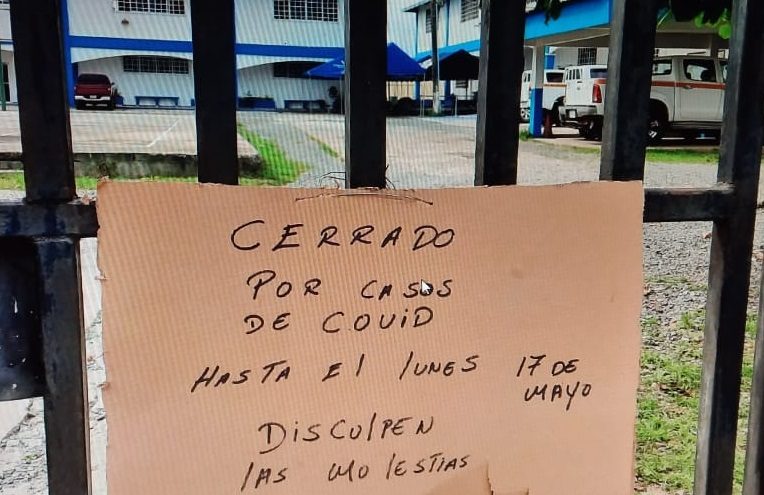 CERRADO
POR CASOS
DE COVID
HASTA El lUNES 17 DE
MAYO
DISCUlPEN
lAS MOlESTIAS